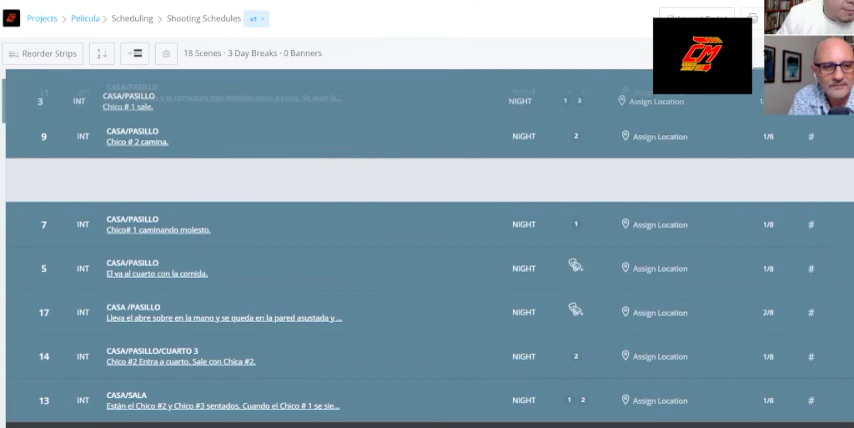 Projects > Pelicula > Scheduling > Shooting Schedules v1
Reorder Strips
18 Scenes · 3 Day Breaks · 0 Banners
CM
CASA/PASILLO
3 INT CASA/PASILLO NIGHT 1 3 Assign Location
Chico # 1 sale.
9 INT CASA/PASILLO NIGHT 2 Assign Location 1/8 #
Chico # 2 camina.
7 INT CASA/PASILLO NIGHT 1 Assign Location 1/8 #
Chico# 1 caminando molesto.
5 INT CASA/PASILLO NIGHT Assign Location 1/8 #
El va al cuarto con la comida.
17 INT CASA /PASILLO NIGHT Assign Location 2/8 #
Lleva el abre sobre en la mano y se queda en la pared asustada y ...
14 INT CASA/PASILLO/CUARTO 3 NIGHT 2 Assign Location 1/8 #
Chico #2 Entra a cuarto. Sale con Chica #2.
13 INT CASA/SALA NIGHT 1 2 Assign Location 1/8 #
Están el Chico #2 y Chico #3 sentados. Cuando el Chico # 1 se sie...